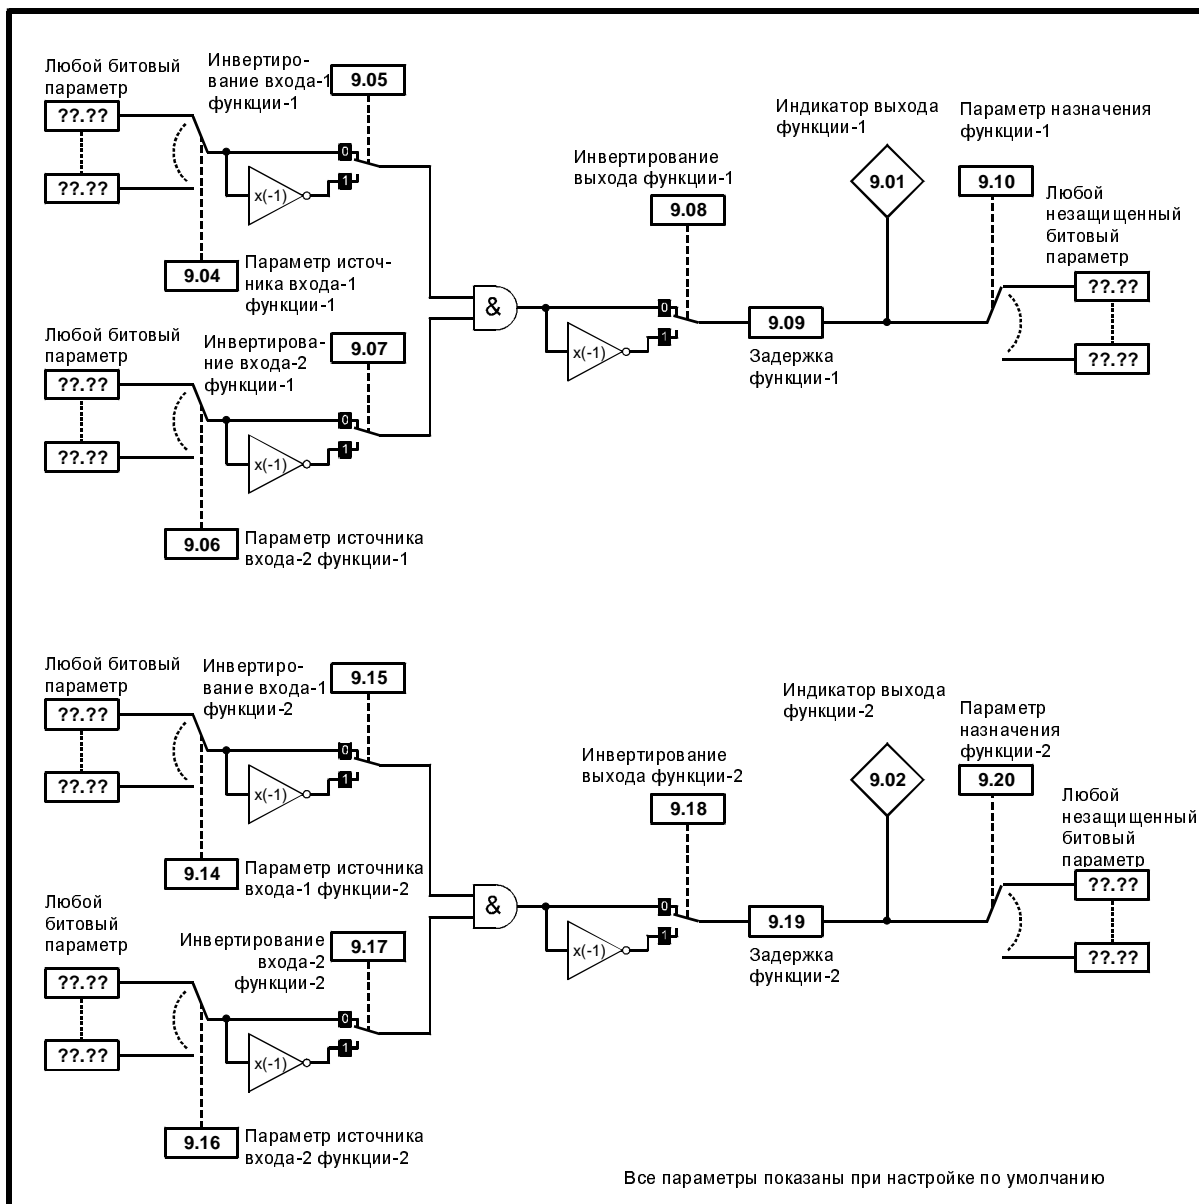 Любой битовый
параметр
??.??
??.??
Инвертиро-
вание входа-1
функции-1
9.05
0
1
x(-1)
9.04
Параметр источ-
ника входа-1
функции-1
Любой битовый
параметр
??.??
??.??
Инвертирова-
ние входа-2
функции-1
9.07
0
1
x(-1)
9.06
Параметр источника
входа-2 функции-1
&
Инвертирование
выхода функции-1
9.08
0
1
x(-1)
9.09
Задержка
функции-1
Индикатор выхода
функции-1
9.01
Параметр назначения
функции-1
9.10
Любой
незащищенный
битовый
параметр
??.??
??.??
Любой битовый
параметр
??.??
??.??
Инвертиро-
вание входа-1
функции-2
9.15
0
1
x(-1)
9.14
Параметр источника
входа-1 функции-2
Любой
битовый
параметр
??.??
??.??
Инвертирование
входа-2
функции-2
9.17
0
1
x(-1)
9.16
Параметр источника
входа-2 функции-2
&
Инвертирование
выхода функции-2
9.18
0
1
x(-1)
9.19
Задержка
функции-2
Индикатор выхода
функции-2
9.02
Параметр
назначения
функции-2
9.20
Любой
незащищенный
битовый
параметр
??.??
??.??
Все параметры показаны при настройке по умолчанию